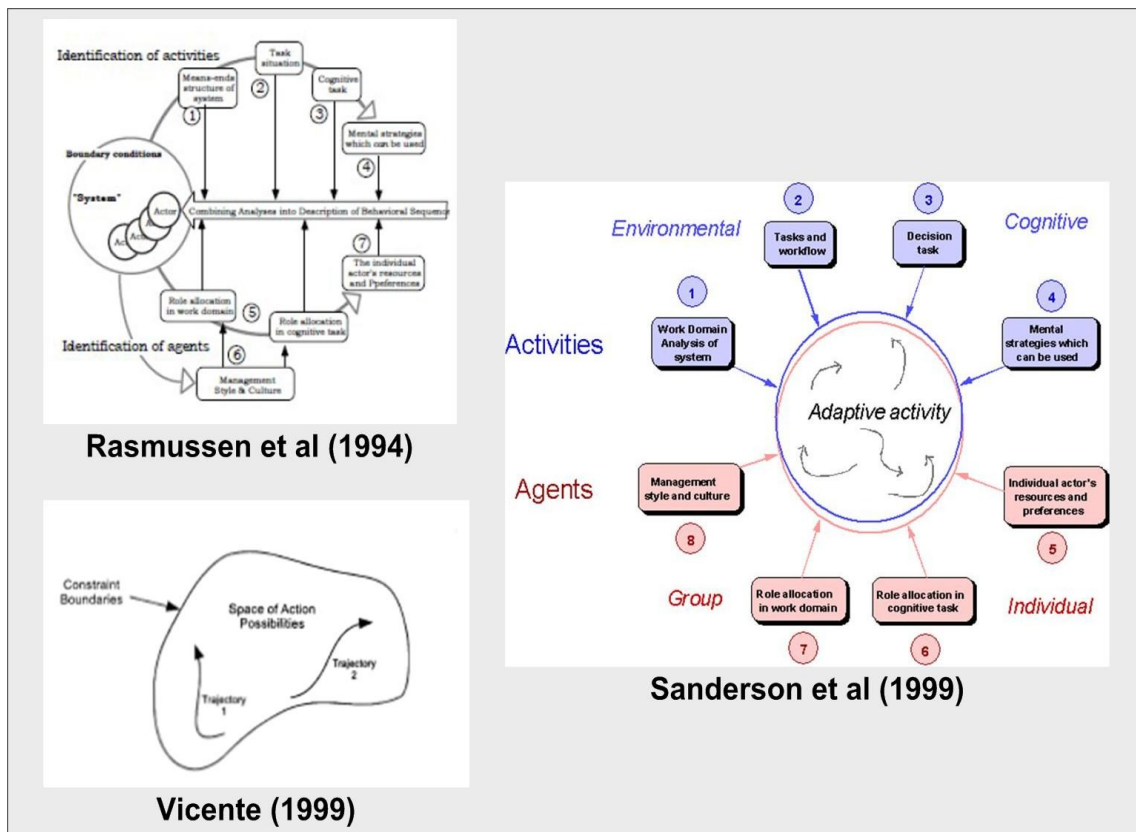 Identification of activities
Task
situation
Means-ends
structure of
system
Cognitive
task
1
2
3
Mental strategies
which can be used
4
Boundary conditions
"System"
Actor
A
Act
Act
Combining Analyses into Description of Behavioral Sequence
7
The individual
actor's resources
and Ppeferences
Role allocation
in work domain
5
Role allocation
in cognitive task
Identification of agents
6
Management
Style & Culture
Rasmussen et al (1994)
Constraint
Boundaries
Space of Action
Possibilities
Trajectory
1
Trajectory
2
Vicente (1999)
2
3
Environmental
Cognitive
Tasks and
workflow
Decision
task
1
4
Activities
Work Domain
Analysis of
system
Mental
strategies which
can be used
Adaptive activity
Agents
Management
style and culture
Individual actor's
resources and
preferences
8
5
Group
Role allocation
in work domain
Role allocation in
cognitive task
Individual
7
6
Sanderson et al (1999)